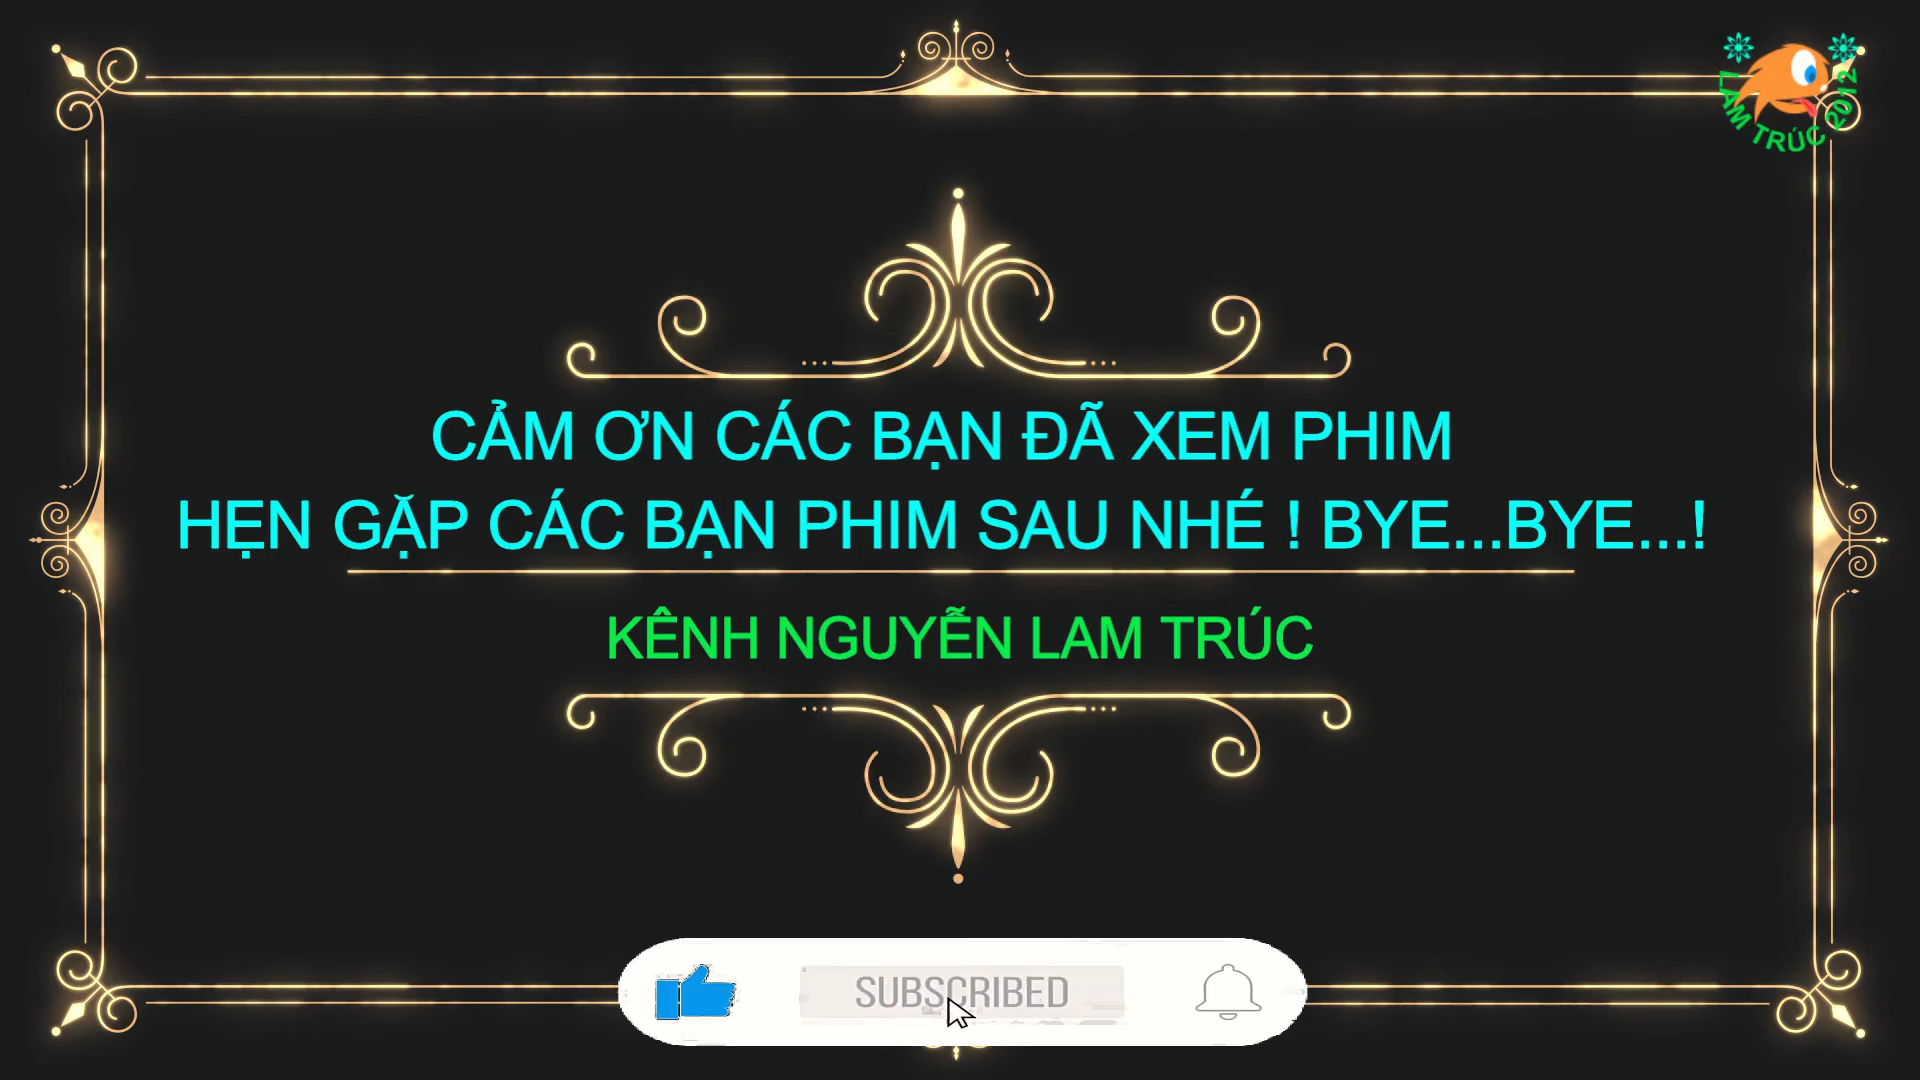 LAM TRÚC 2012
CẢM ƠN CÁC BẠN ĐÃ XEM PHIM
HẸN GẶP CÁC BẠN PHIM SAU NHÉ ! BYE...BYE...!
KÊNH NGUYỄN LAM TRÚC
SUBSCRIBED